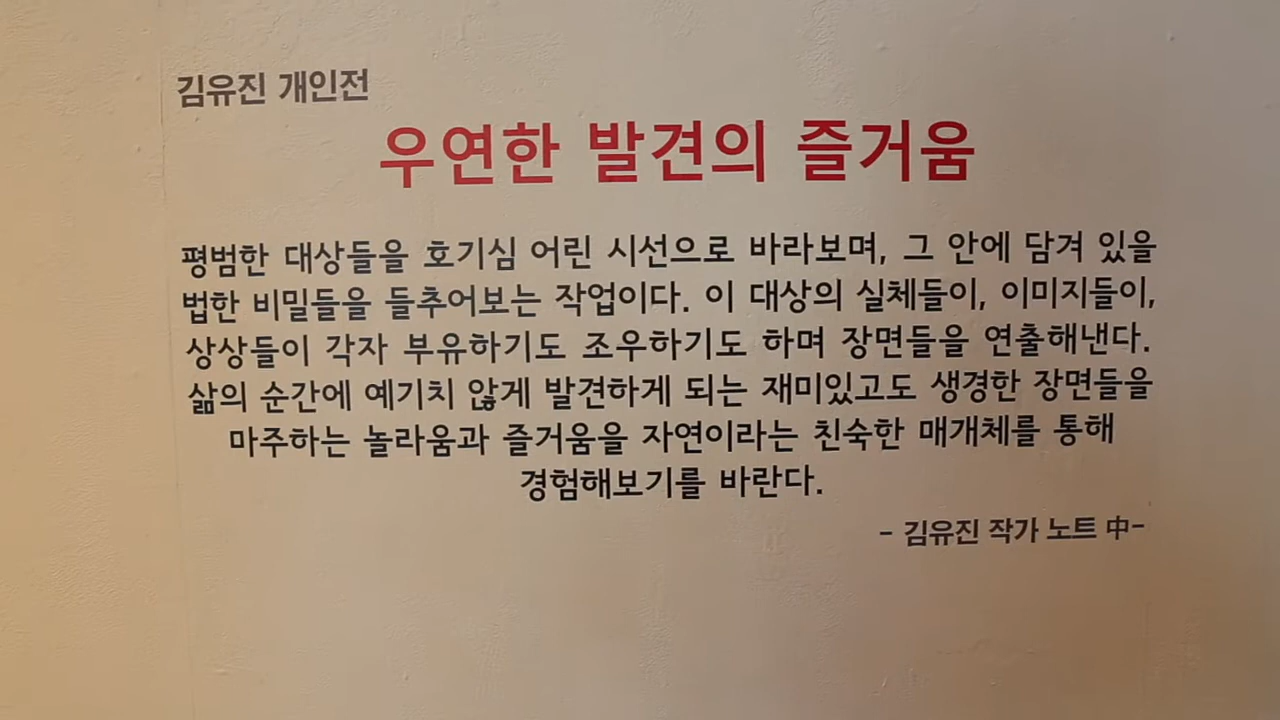 김유진 개인전
우연한 발견의 즐거움
평범한 대상들을 호기심 어린 시선으로 바라보며, 그 안에 담겨 있을
법한 비밀들을 들추어보는 작업이다. 이 대상의 실체들이, 이미지들이,
상상들이 각자 부유하기도 조우하기도 하며 장면들을 연출해낸다.
삶의 순간에 예기치 않게 발견하게 되는 재미있고도 생경한 장면들을
마주하는 놀라움과 즐거움을 자연이라는 친숙한 매개체를 통해
경험해보기를 바란다.
- 김유진 작가 노트 中-